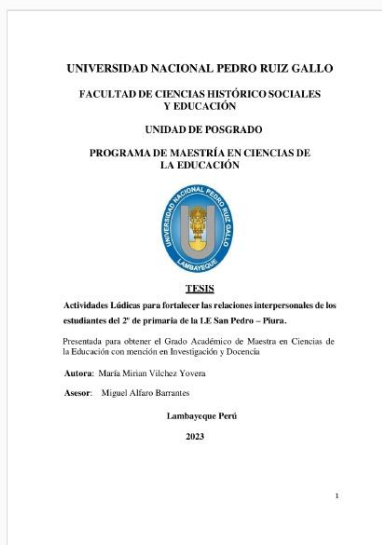 UNIVERSIDAD NACIONAL PEDRO RUIZ GALLO
FACULTAD DE CIENCIAS HISTÓRICO SOCIALES
Y EDUCACIÓN
UNIDAD DE POSGRADO
PROGRAMA DE MAESTRÍA EN CIENCIAS DE
LA EDUCACIÓN
UNIVERSIDAD NACIONAL PEDRO RUIZ GALLO
LAMBAYEQUE
TESIS
Actividades Lúdicas para fortalecer las relaciones interpersonales de los
estudiantes del 2º de primaria de la I.E San Pedro – Piura.
Presentada para obtener el Grado Académico de Maestra en Ciencias de
la Educación con mención en Investigación y Docencia
Autora: María Mirian Vilchez Yovera
Asesor: Miguel Alfaro Barrantes
Lambayeque Perú
2023
1